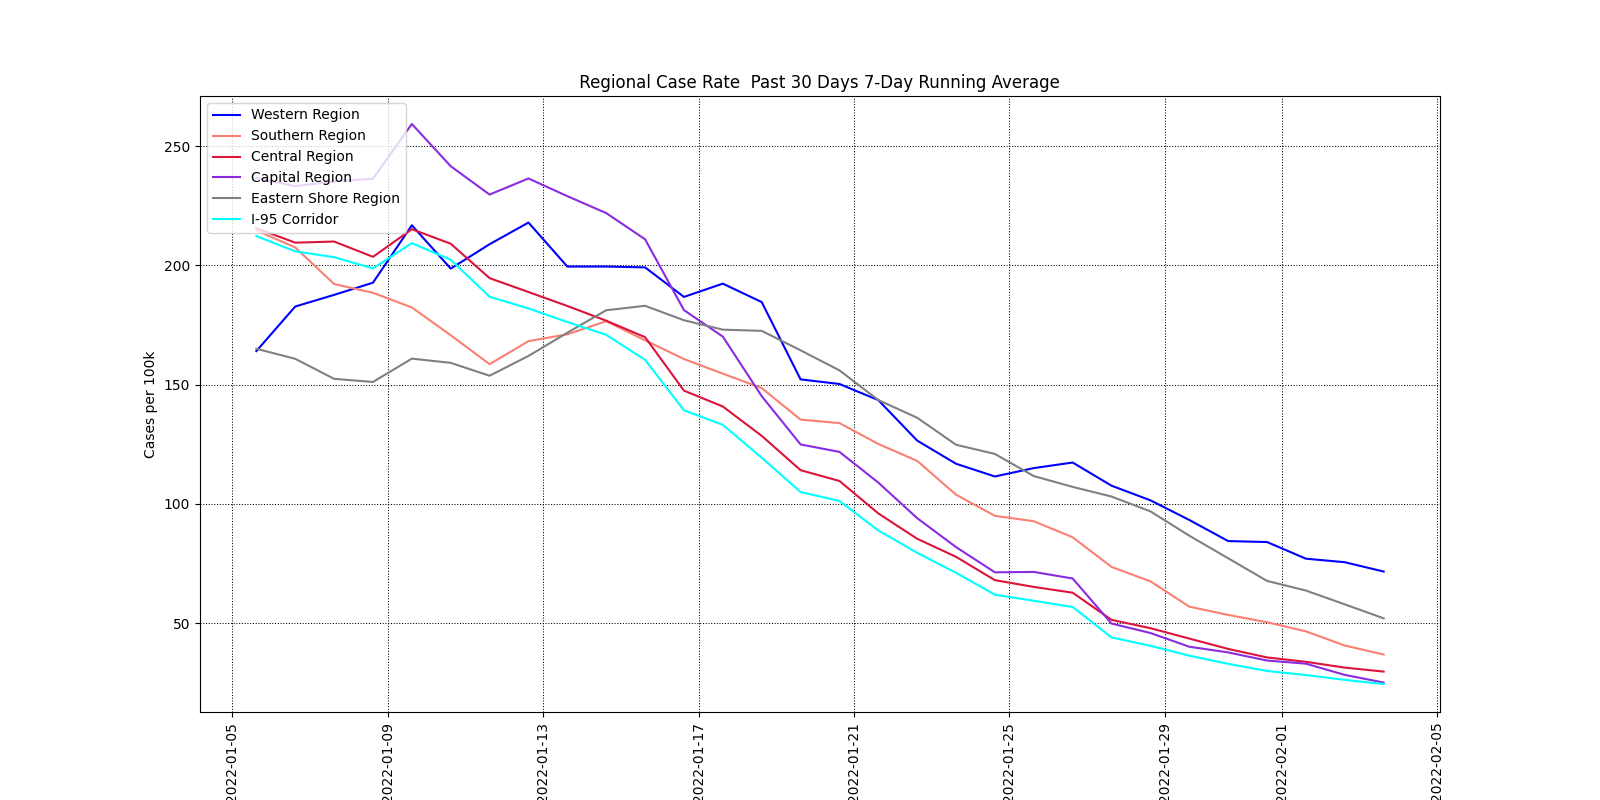 Regional Case Rate  Past 30 Days 7-Day Running Average
Western Region
Southern Region
Central Region
Capital Region
Eastern Shore Region
I-95 Corridor
Cases per 100k
250
200
150
100
50
2022-01-05
2022-01-09
2022-01-13
2022-01-17
2022-01-21
2022-01-25
2022-01-29
2022-02-01
2022-02-05